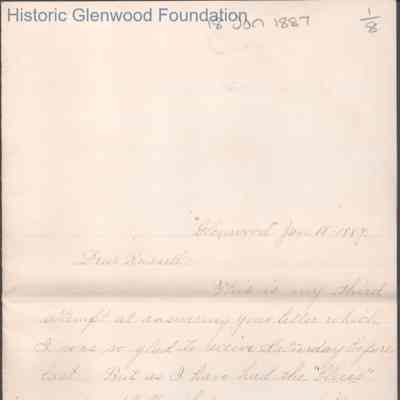 Historic Glenwood Foundation
18 Jan 1887
1/8
"Glenwood" Jan 18. 1887.
Dear Russell.
This is my third
attempt at answering your letter which
I was so glad to receive Saturday before
last. But as I have had the "Blues"